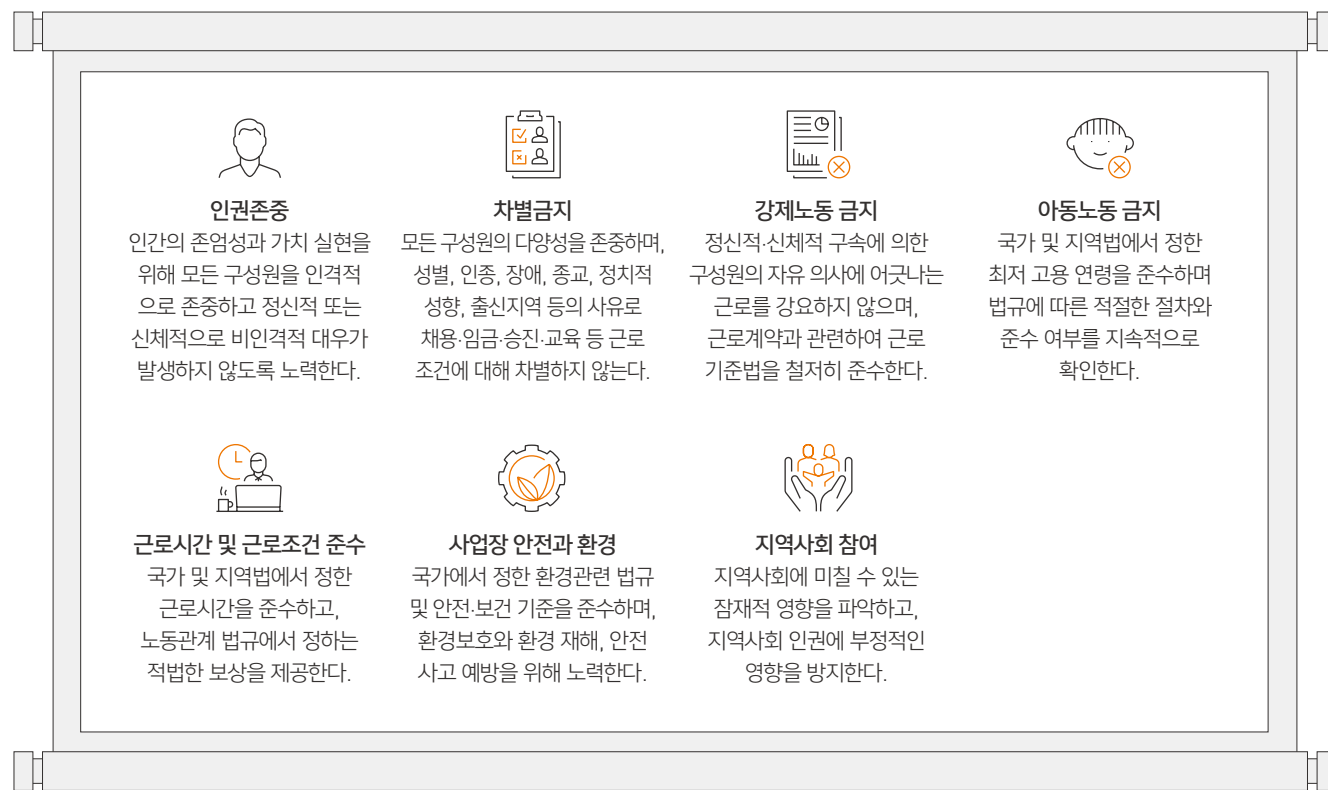 인권존중
인간의 존엄성과 가치 실현을
위해 모든 구성원을 인격적
으로 존중하고 정신적 또는
신체적으로 비인격적 대우가
발생하지 않도록 노력한다.
차별금지
모든 구성원의 다양성을 존중하며,
성별, 인종, 장애, 종교, 정치적
성향, 출신지역 등의 사유로
채용·임금·승진·교육 등 근로
조건에 대해 차별하지 않는다.
강제노동 금지
정신적·신체적 구속에 의한
구성원의 자유 의사에 어긋나는
근로를 강요하지 않으며,
근로계약과 관련하여 근로
기준법을 철저히 준수한다.
아동노동 금지
국가 및 지역법에서 정한
최저 고용 연령을 준수하며
법규에 따른 적절한 절차와
준수 여부를 지속적으로
확인한다.
근로시간 및 근로조건 준수
국가 및 지역법에서 정한
근로시간을 준수하고,
노동관계 법규에서 정하는
적법한 보상을 제공한다.
사업장 안전과 환경
국가에서 정한 환경관련 법규
및 안전·보건 기준을 준수하며,
환경보호와 환경 재해, 안전
사고 예방을 위해 노력한다.
지역사회 참여
지역사회에 미칠 수 있는
잠재적 영향을 파악하고,
지역사회 인권에 부정적인
영향을 방지한다.